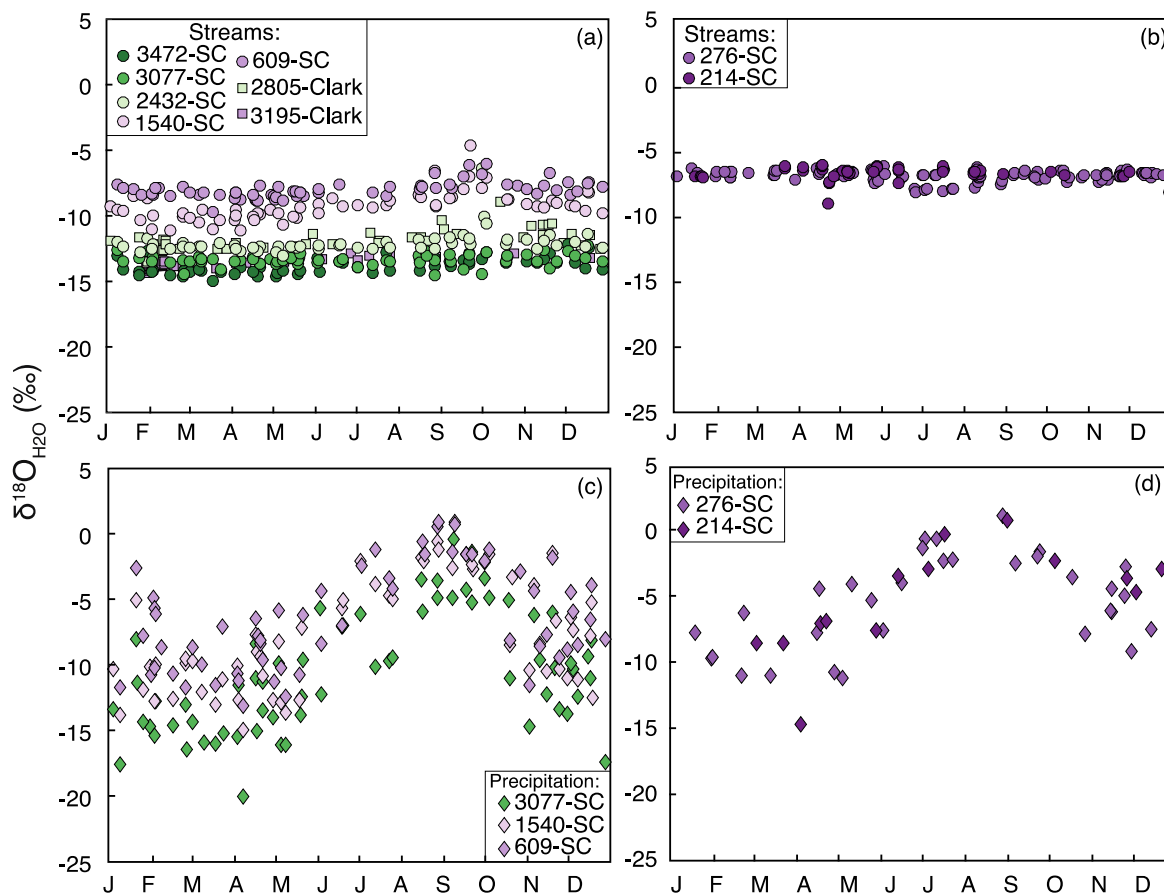 δ18O H2O (‰)
(a)
Streams:
3472-SC
3077-SC
2432-SC
1540-SC
609-SC
2805-Clark
3195-Clark
5
0
-5
-10
-15
-20
-25
J F M A M J J A S O N D
(b)
Streams:
276-SC
214-SC
5
0
-5
-10
-15
-20
-25
J F M A M J J A S O N D
(c)
5
0
-5
-10
-15
-20
-25
Precipitation:
3077-SC
1540-SC
609-SC
J F M A M J J A S O N D
(d)
Precipitation:
276-SC
214-SC
5
0
-5
-10
-15
-20
-25
J F M A M J J A S O N D